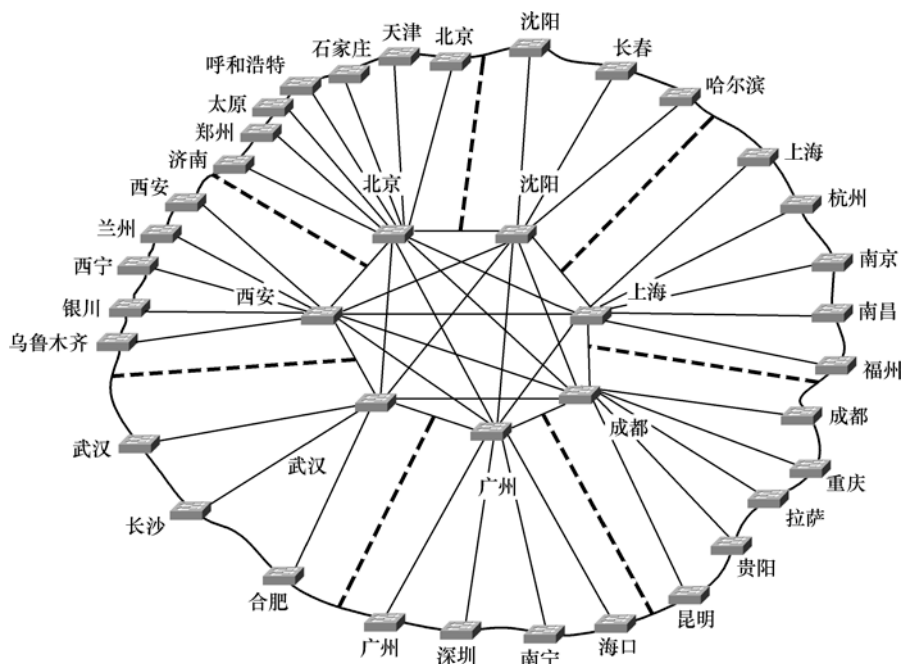 沈阳
北京
天津
长春
石家庄
呼和浩特
哈尔滨
太原
郑州
上海
济南
北京
沈阳
西安
杭州
兰州
西宁
南京
西安
上海
银川
南昌
乌鲁木齐
福州
成都
成都
武汉
武汉
重庆
广州
拉萨
长沙
贵阳
合肥
昆明
广州
深圳
南宁
海口